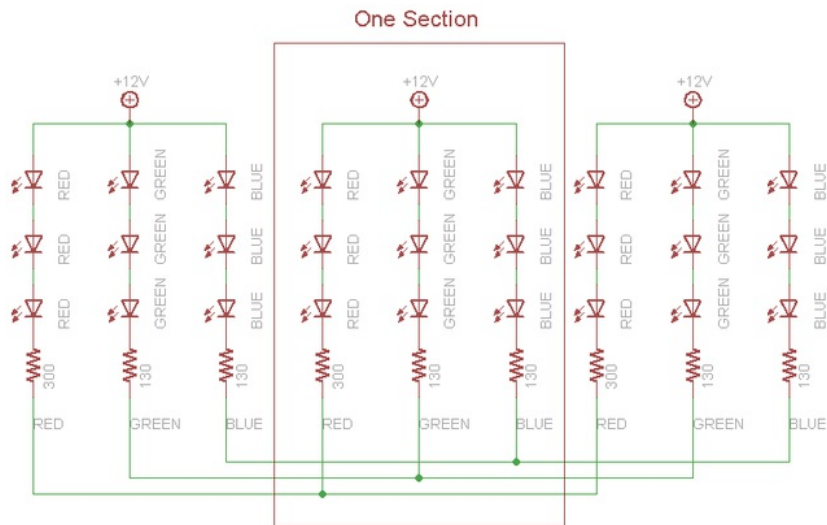 One Section
+12V +12V +12V
RED GREEN BLUE RED GREEN BLUE RED GREEN BLUE
RED GREEN BLUE RED GREEN BLUE RED GREEN BLUE
RED GREEN BLUE RED GREEN BLUE RED GREEN BLUE
300 130 130 300 130 130 300 130 130
RED GREEN BLUE RED GREEN BLUE RED GREEN BLUE